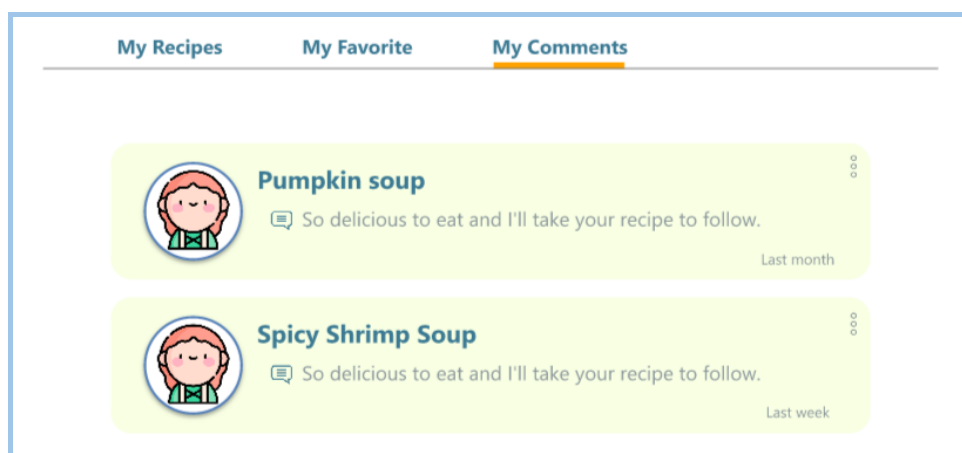 My Recipes My Favorite My Comments
Pumpkin soup
So delicious to eat and I'll take your recipe to follow.
Last month
Spicy Shrimp Soup
So delicious to eat and I'll take your recipe to follow.
Last week